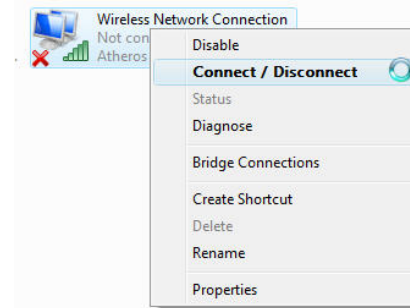 Wireless Network Connection
Not con
Atheros
Disable
Connect / Disconnect
Status
Diagnose
Bridge Connections
Create Shortcut
Delete
Rename
Properties